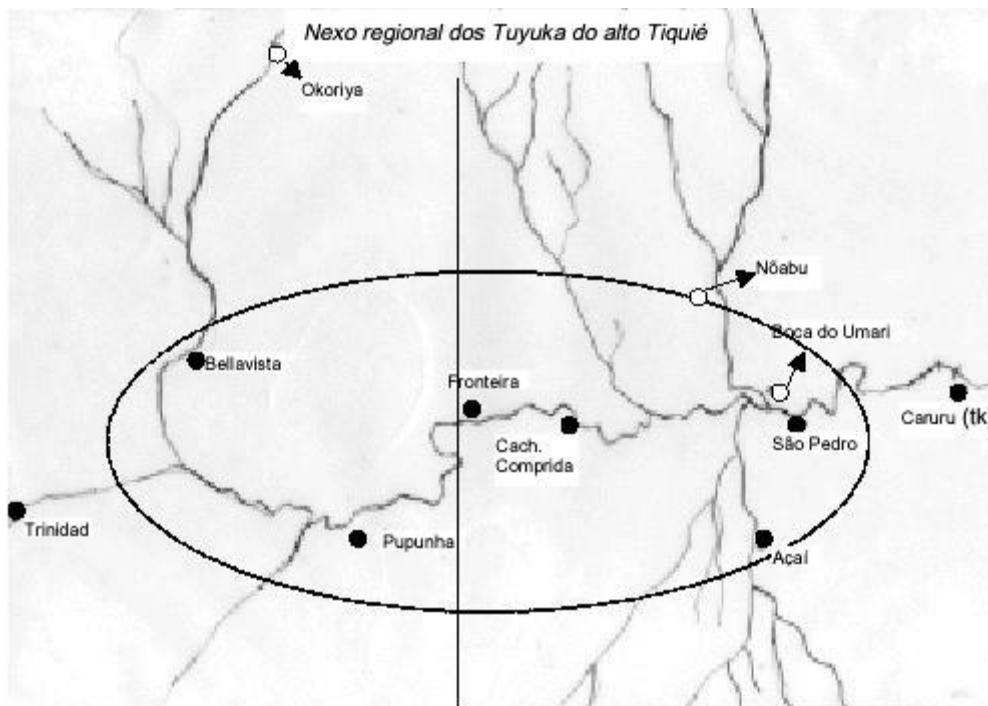 Nexo regional dos Tuyuka do alto Tiquié
Okoriya
Nõabu
Boca do Umari
Bellavista
Fronteira
Caruru (tk
Cach.
Comprida
São Pedro
Trinidad
Pupunha
Açaí